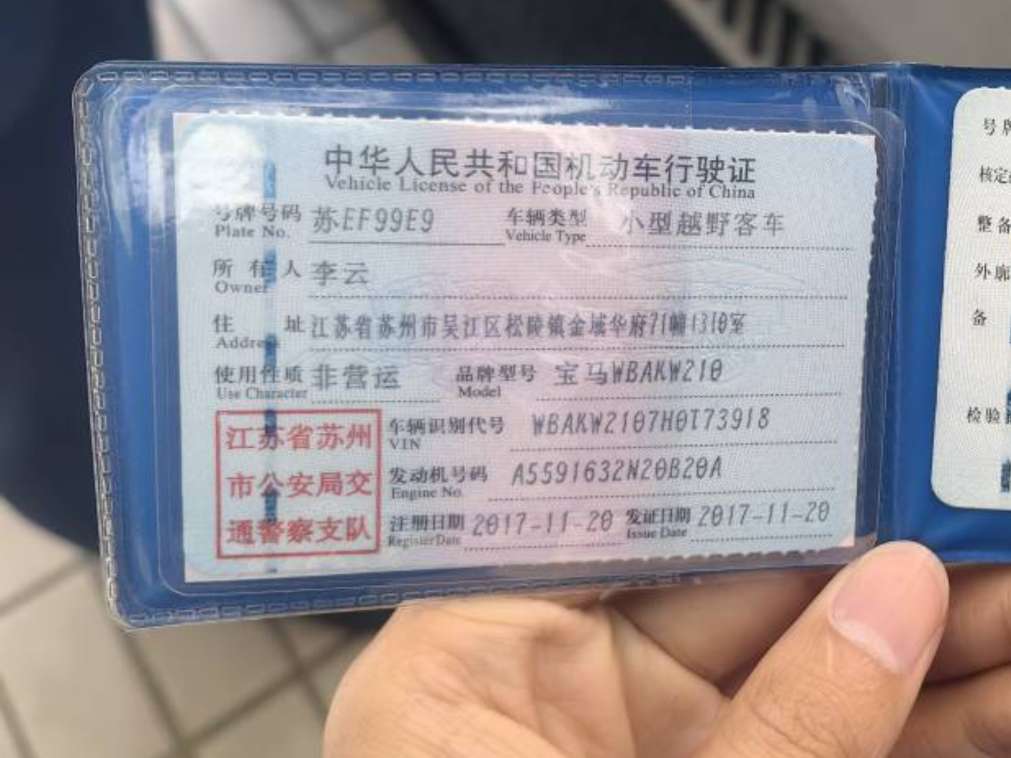 中华人民共和国机动车行驶证
Vehicle License of the People's Republic of China
号牌号码 苏EF99E9 车辆类型 小型越野客车
Plate No. Vehicle Type
所有人 李云
Owner
住址 江苏省苏州市吴江区松陵镇金域华府71幢1310室
Address
使用性质 非营运 品牌型号 宝马WBAKW210
Use Character Model
江苏省苏州
市公安局交
通警察支队
车辆识别代号 WBAKW2107H0T73918
VIN
发动机号码 A5591632N20B20A
Engine No.
注册日期 2017-11-20 发证日期 2017-11-20
Register Date Issue Date
号牌
核定
整备
外廓
备
检验